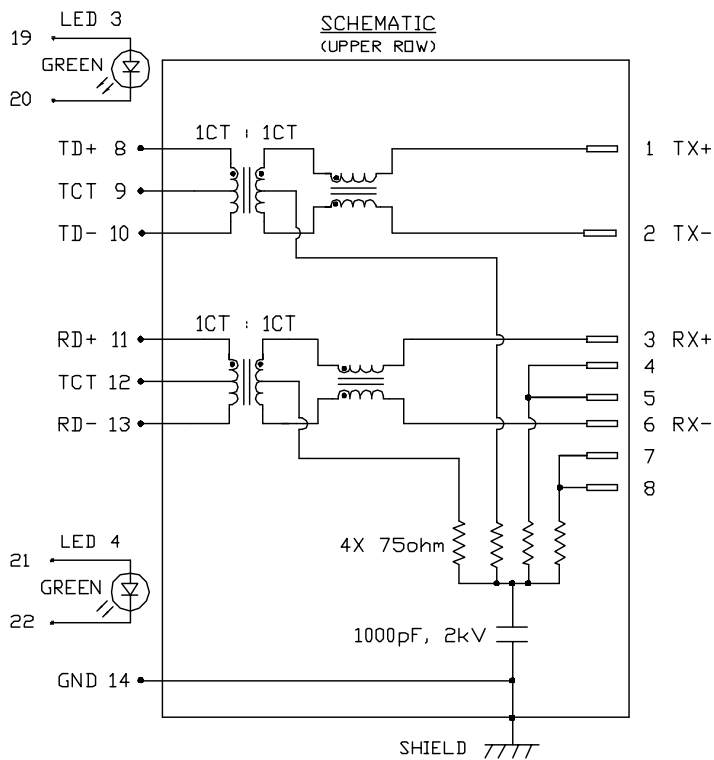 LED 3
SCHEMATIC
(UPPER ROW)
19
GREEN
20
1CT : 1CT
TD+ 8
1 TX+
TCT 9
TD- 10
2 TX-
1CT : 1CT
RD+ 11
3 RX+
4
TCT 12
5
RD- 13
6 RX-
7
8
LED 4
4X 75ohm
21
GREEN
22
1000pF, 2kV
GND 14
SHIELD